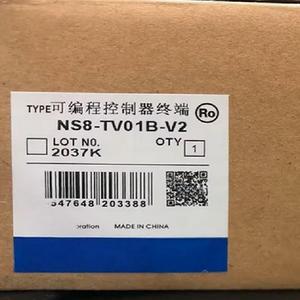 TYPE可编程控制器终端
Ro
NS8-TV01B-V2
LOT NO. QTY
2037K 1
547648 203388
oration MADE IN CHINA